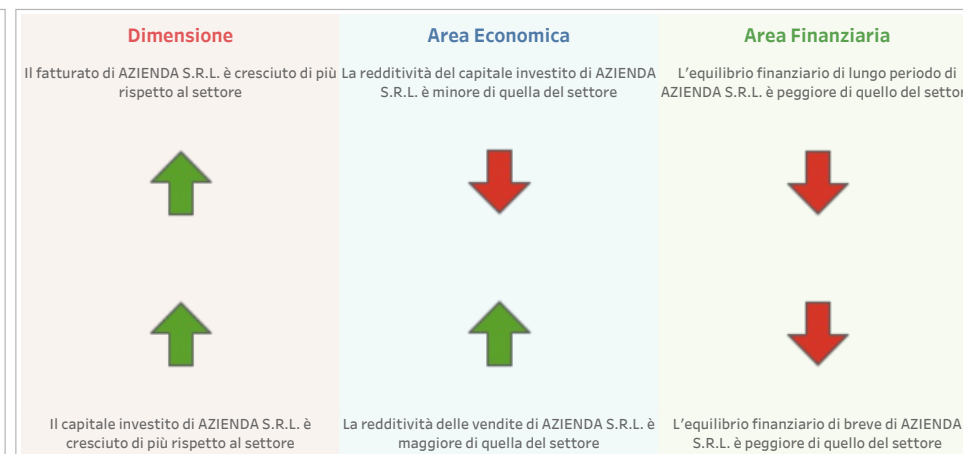 Dimensione
Il fatturato di AZIENDA S.R.L. è cresciuto di più
rispetto al settore
Il capitale investito di AZIENDA S.R.L. è
cresciuto di più rispetto al settore
Area Economica
La redditività del capitale investito di AZIENDA
S.R.L. è minore di quella del settore
La redditività delle vendite di AZIENDA S.R.L. è
maggiore di quella del settore
Area Finanziaria
L'equilibrio finanziario di lungo periodo di
AZIENDA S.R.L. è peggiore di quello del settor
L'equilibrio finanziario di breve di AZIENDA
S.R.L. è peggiore di quello del settore